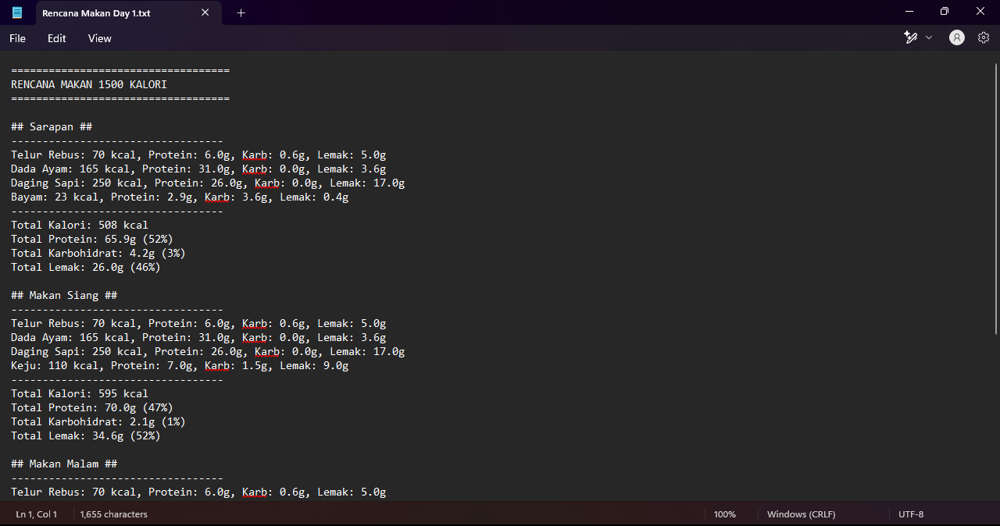 Rencana Makan Day 1.txt
File Edit View
===================================
RENCANA MAKAN 1500 KALORI
===================================
## Sarapan ##
----------------------------------
Telur Rebus: 70 kcal, Protein: 6.0g, Karb: 0.6g, Lemak: 5.0g
Dada Ayam: 165 kcal, Protein: 31.0g, Karb: 0.0g, Lemak: 3.6g
Daging Sapi: 250 kcal, Protein: 26.0g, Karb: 0.0g, Lemak: 17.0g
Bayam: 23 kcal, Protein: 2.9g, Karb: 3.6g, Lemak: 0.4g
----------------------------------
Total Kalori: 508 kcal
Total Protein: 65.9g (52%)
Total Karbohidrat: 4.2g (3%)
Total Lemak: 26.0g (46%)
## Makan Siang ##
----------------------------------
Telur Rebus: 70 kcal, Protein: 6.0g, Karb: 0.6g, Lemak: 5.0g
Dada Ayam: 165 kcal, Protein: 31.0g, Karb: 0.0g, Lemak: 3.6g
Daging Sapi: 250 kcal, Protein: 26.0g, Karb: 0.0g, Lemak: 17.0g
Keju: 110 kcal, Protein: 7.0g, Karb: 1.5g, Lemak: 9.0g
----------------------------------
Total Kalori: 595 kcal
Total Protein: 70.0g (47%)
Total Karbohidrat: 2.1g (1%)
Total Lemak: 34.6g (52%)
## Makan Malam ##
----------------------------------
Telur Rebus: 70 kcal, Protein: 6.0g, Karb: 0.6g, Lemak: 5.0g
Ln 1, Col 1 1,655 characters 100% Windows (CRLF) UTF-8